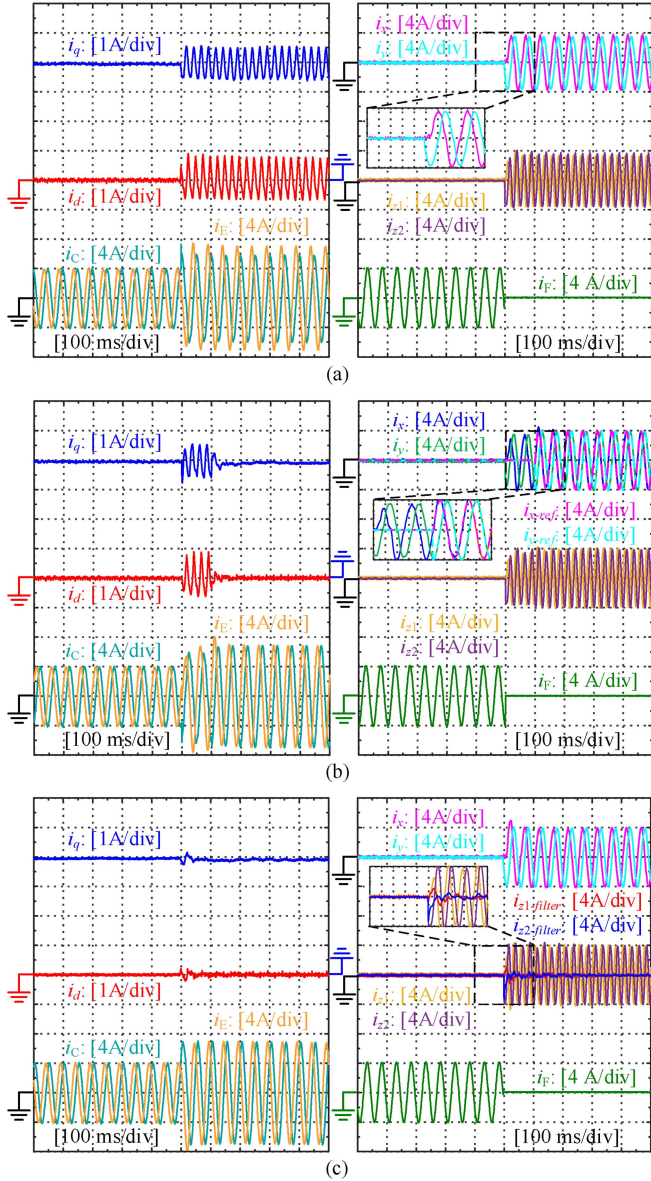 iq: [1A/div]
id: [1A/div]
iE: [4A/div]
iC: [4A/div]
[100 ms/div]
ix: [4A/div]
iy: [4A/div]
iz1: [4A/div]
iz2: [4A/div]
iF: [4 A/div]
[100 ms/div]
(a)
iq: [1A/div]
id: [1A/div]
iE: [4A/div]
iC: [4A/div]
[100 ms/div]
ix: [4A/div]
iy: [4A/div]
ix-ref: [4A/div]
iy-ref: [4A/div]
iz1: [4A/div]
iz2: [4A/div]
iF: [4 A/div]
[100 ms/div]
(b)
iq: [1A/div]
id: [1A/div]
iE: [4A/div]
iC: [4A/div]
[100 ms/div]
ix: [4A/div]
iy: [4A/div]
iz1-filter: [4A/div]
iz2-filter: [4A/div]
iz1: [4A/div]
iz2: [4A/div]
iF: [4 A/div]
[100 ms/div]
(c)